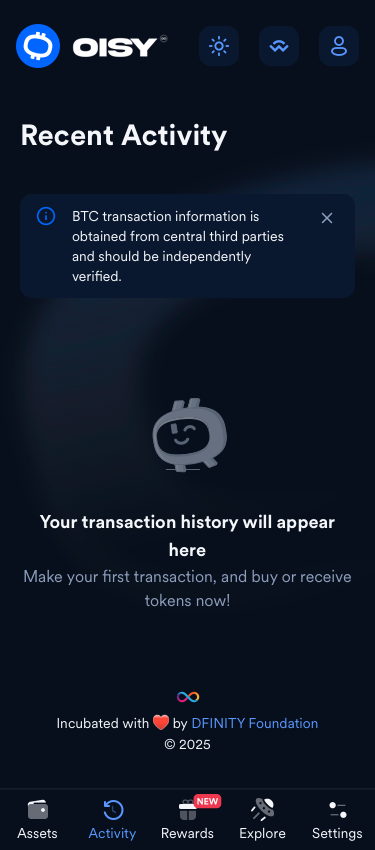 OISY
Recent Activity
BTC transaction information is
obtained from central third parties
and should be independently
verified.
Your transaction history will appear
here
Make your first transaction, and buy or receive
tokens now!
Incubated with ❤️ by DFINITY Foundation
© 2025
NEW
Assets Activity Rewards Explore Settings